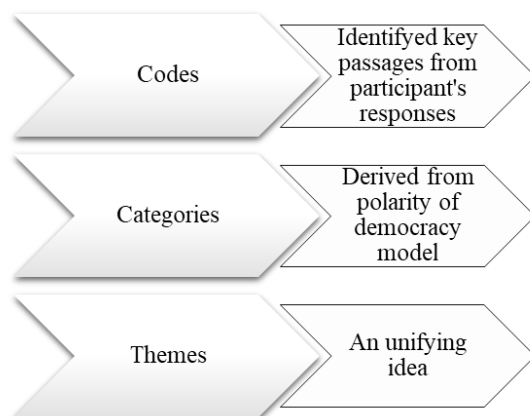 Codes
Identifyed key
passages from
participant's
responses
Categories
Derived from
polarity of
democracy
model
Themes
An unifying
idea